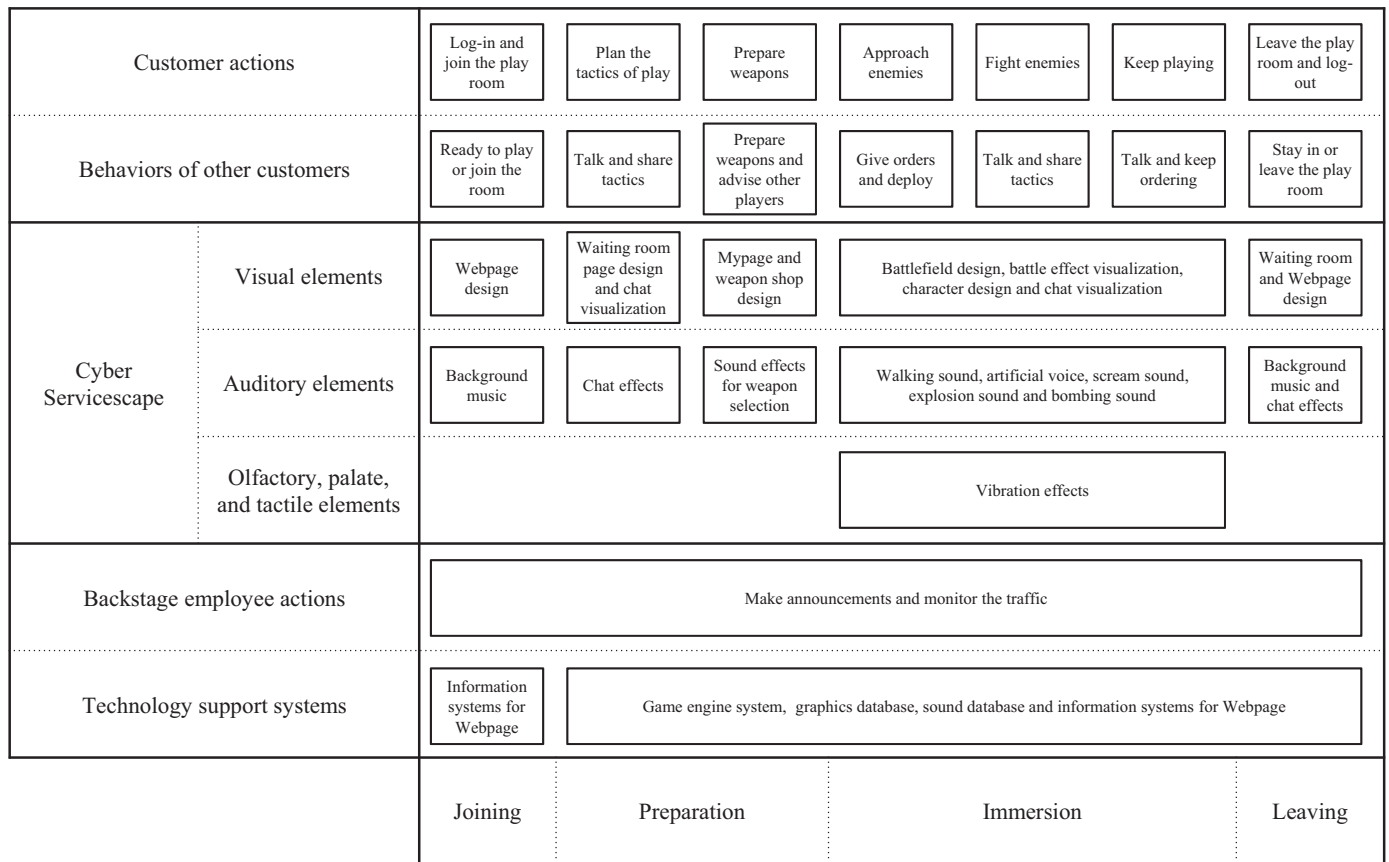 Customer actions
Log-in and
join the play
room
Plan the
tactics of play
Prepare
weapons
Approach
enemies
Fight enemies
Keep playing
Leave the play
room and log-
out
Behaviors of other customers
Ready to play
or join the
room
Talk and share
tactics
Prepare
weapons and
advise other
players
Give orders
and deploy
Talk and share
tactics
Talk and keep
ordering
Stay in or
leave the play
room
Cyber
Servicescape
Visual elements
Webpage
design
Waiting room
page design
and chat
visualization
Mypage and
weapon shop
design
Battlefield design, battle effect visualization,
character design and chat visualization
Waiting room
and Webpage
design
Auditory elements
Background
music
Chat effects
Sound effects
for weapon
selection
Walking sound, artificial voice, scream sound,
explosion sound and bombing sound
Background
music and
chat effects
Olfactory, palate,
and tactile elements
Vibration effects
Backstage employee actions
Make announcements and monitor the traffic
Technology support systems
Information
systems for
Webpage
Game engine system, graphics database, sound database and information systems for Webpage
Joining
Preparation
Immersion
Leaving